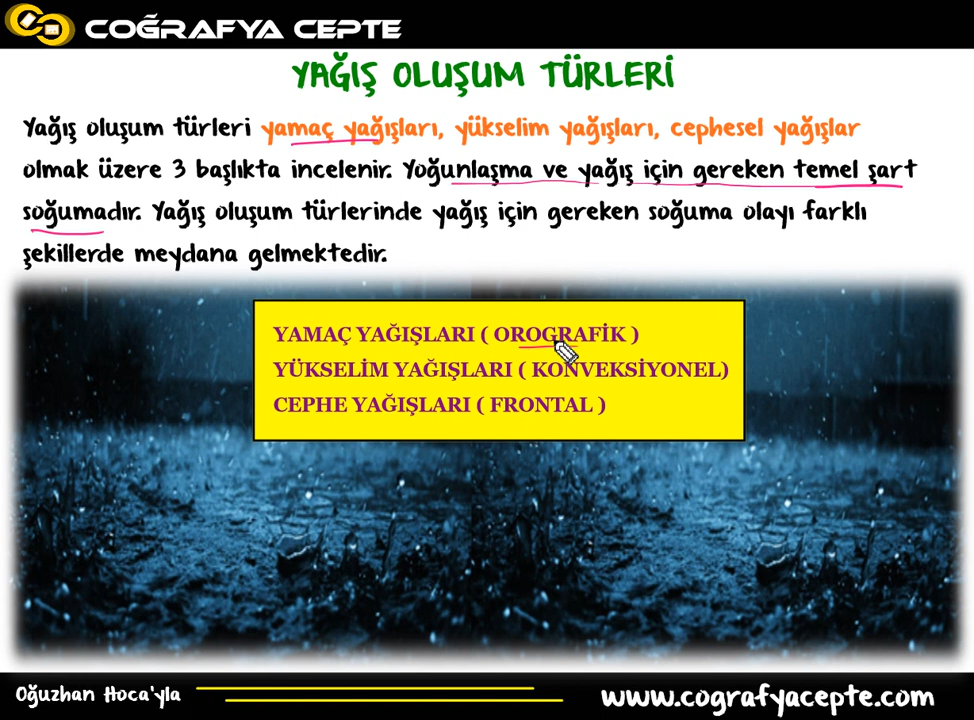 COĞRAFYA CEPTE
YAĞIŞ OLUŞUM TÜRLERİ
Yağış oluşum türleri yamaç yağışları, yükselim yağışları, cephesel yağışlar
olmak üzere 3 başlıkta incelenir. Yoğunlaşma ve yağış için gereken temel şart
soğumadır. Yağış oluşum türlerinde yağış için gereken soğuma olayı farklı
şekillerde meydana gelmektedir.
YAMAÇ YAĞIŞLARI ( OROGRAFİK )
YÜKSELİM YAĞIŞLARI ( KONVEKSİYONEL)
CEPHE YAĞIŞLARI ( FRONTAL )
Oğuzhan Hoca'yla
www.cografyacepte.com